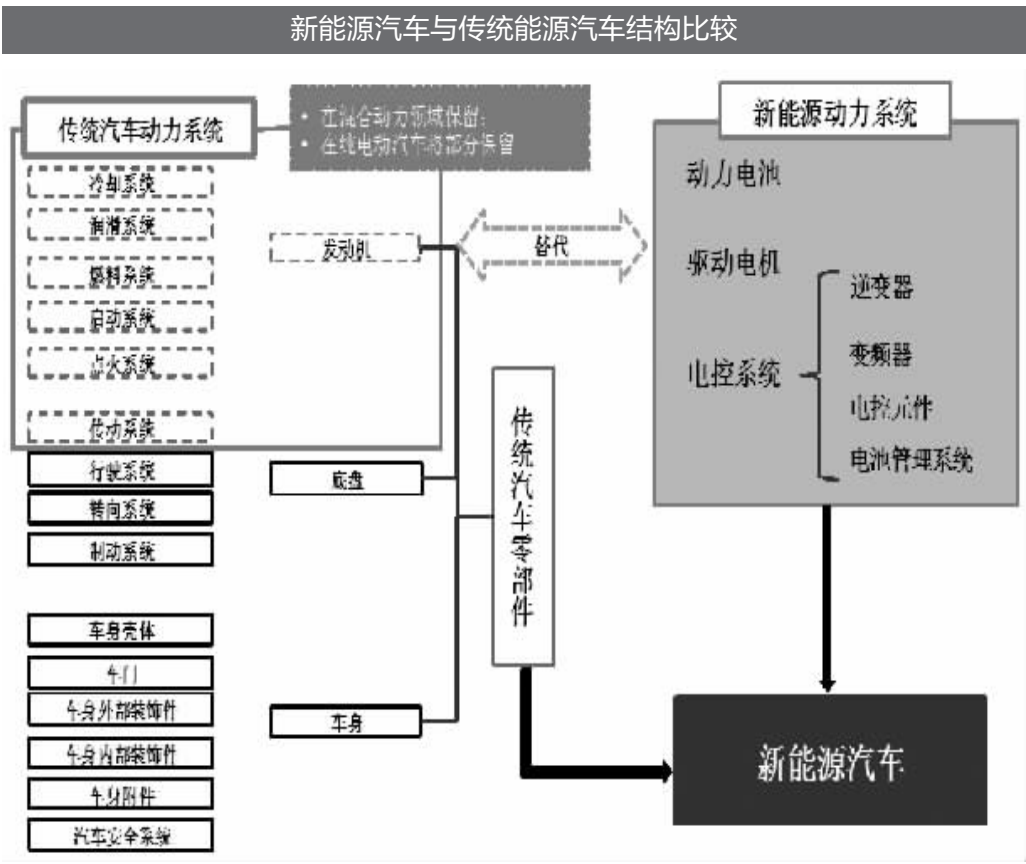 新能源汽车与传统能源汽车结构比较
传统汽车动力系统
• 在混合动力领域保留;
• 在纯电动汽车将部分保留
冷却系统
润滑系统
燃料系统
启动系统
点火系统
传动系统
行驶系统
转向系统
制动系统
车身壳体
车门
车身外部装饰件
车身内部装饰件
车身附件
汽车安全系统
发动机
底盘
车身
替代
传统汽车零部件
新能源动力系统
动力电池
驱动电机
电控系统
逆变器
变频器
电控元件
电池管理系统
新能源汽车